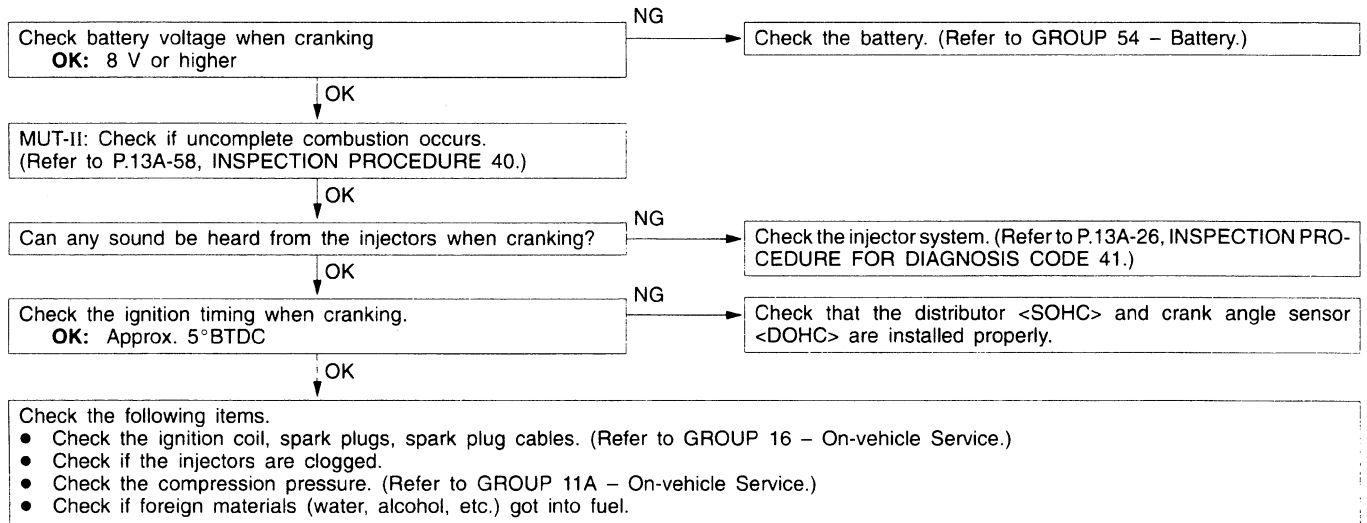 Check battery voltage when cranking
OK: 8 V or higher
NG
Check the battery. (Refer to GROUP 54 – Battery.)
OK
MUT-II: Check if uncomplete combustion occurs.
(Refer to P.13A-58, INSPECTION PROCEDURE 40.)
OK
Can any sound be heard from the injectors when cranking?
NG
Check the injector system. (Refer to P.13A-26, INSPECTION PRO-
CEDURE FOR DIAGNOSIS CODE 41.)
OK
Check the ignition timing when cranking.
OK: Approx. 5°BTDC
NG
Check that the distributor <SOHC> and crank angle sensor
<DOHC> are installed properly.
OK
Check the following items.
● Check the ignition coil, spark plugs, spark plug cables. (Refer to GROUP 16 – On-vehicle Service.)
● Check if the injectors are clogged.
● Check the compression pressure. (Refer to GROUP 11A – On-vehicle Service.)
● Check if foreign materials (water, alcohol, etc.) got into fuel.